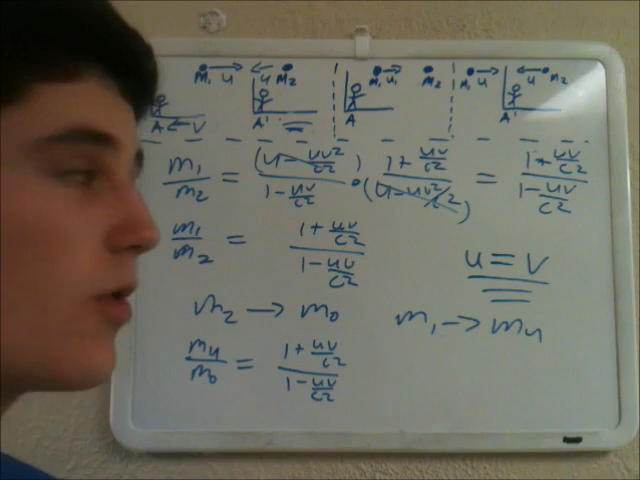 m₁ u u m₂ m₁ u₁ m₂ m₁ u m₂
A ← v A' A A'
m₁/m₂ = (u - uv²/c²)/(1 - uv/c²) • (1 + uv/c²)/(u - uv²/c²) = (1 + uv/c²)/(1 - uv/c²)
m₁/m₂ = (1 + uv/c²)/(1 - uv/c²)
u = v
m₂ → m₀ m₁ → mu
mu/m₀ = (1 + uv/c²)/(1 - uv/c²)